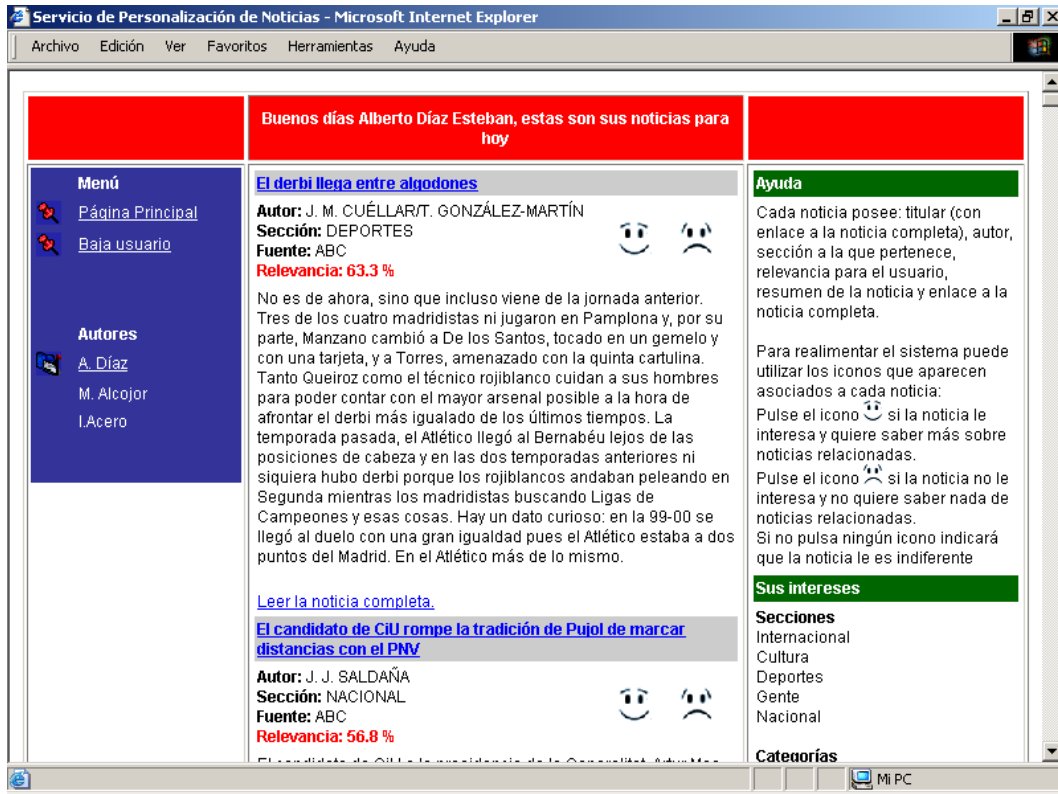 Servicio de Personalización de Noticias - Microsoft Internet Explorer
Archivo Edición Ver Favoritos Herramientas Ayuda
Buenos días Alberto Díaz Esteban, estas son sus noticias para
hoy
Menú
Página Principal
Baja usuario
Autores
A. Díaz
M. Alcojor
I.Acero
El derbi llega entre algodones
Autor: J. M. CUÉLLAR/T. GONZÁLEZ-MARTÍN
Sección: DEPORTES
Fuente: ABC
Relevancia: 63.3 %
No es de ahora, sino que incluso viene de la jornada anterior.
Tres de los cuatro madridistas ni jugaron en Pamplona y, por su
parte, Manzano cambió a De los Santos, tocado en un gemelo y
con una tarjeta, y a Torres, amenazado con la quinta cartulina.
Tanto Queiroz como el técnico rojiblanco cuidan a sus hombres
para poder contar con el mayor arsenal posible a la hora de
afrontar el derbi más igualado de los últimos tiempos. La
temporada pasada, el Atlético llegó al Bernabéu lejos de las
posiciones de cabeza y en las dos temporadas anteriores ni
siquiera hubo derbi porque los rojiblancos andaban peleando en
Segunda mientras los madridistas buscando Ligas de
Campeones y esas cosas. Hay un dato curioso: en la 99-00 se
llegó al duelo con una gran igualdad pues el Atlético estaba a dos
puntos del Madrid. En el Atlético más de lo mismo.
Leer la noticia completa.
El candidato de CiU rompe la tradición de Pujol de marcar
distancias con el PNV
Autor: J. J. SALDAÑA
Sección: NACIONAL
Fuente: ABC
Relevancia: 56.8 %
Ayuda
Cada noticia posee: titular (con
enlace a la noticia completa), autor,
sección a la que pertenece,
relevancia para el usuario,
resumen de la noticia y enlace a la
noticia completa.
Para realimentar el sistema puede
utilizar los iconos que aparecen
asociados a cada noticia:
Pulse el icono si la noticia le
interesa y quiere saber más sobre
noticias relacionadas.
Pulse el icono si la noticia no le
interesa y no quiere saber nada de
noticias relacionadas.
Si no pulsa ningún icono indicará
que la noticia le es indiferente
Sus intereses
Secciones
Internacional
Cultura
Deportes
Gente
Nacional
Categorías
Mi PC